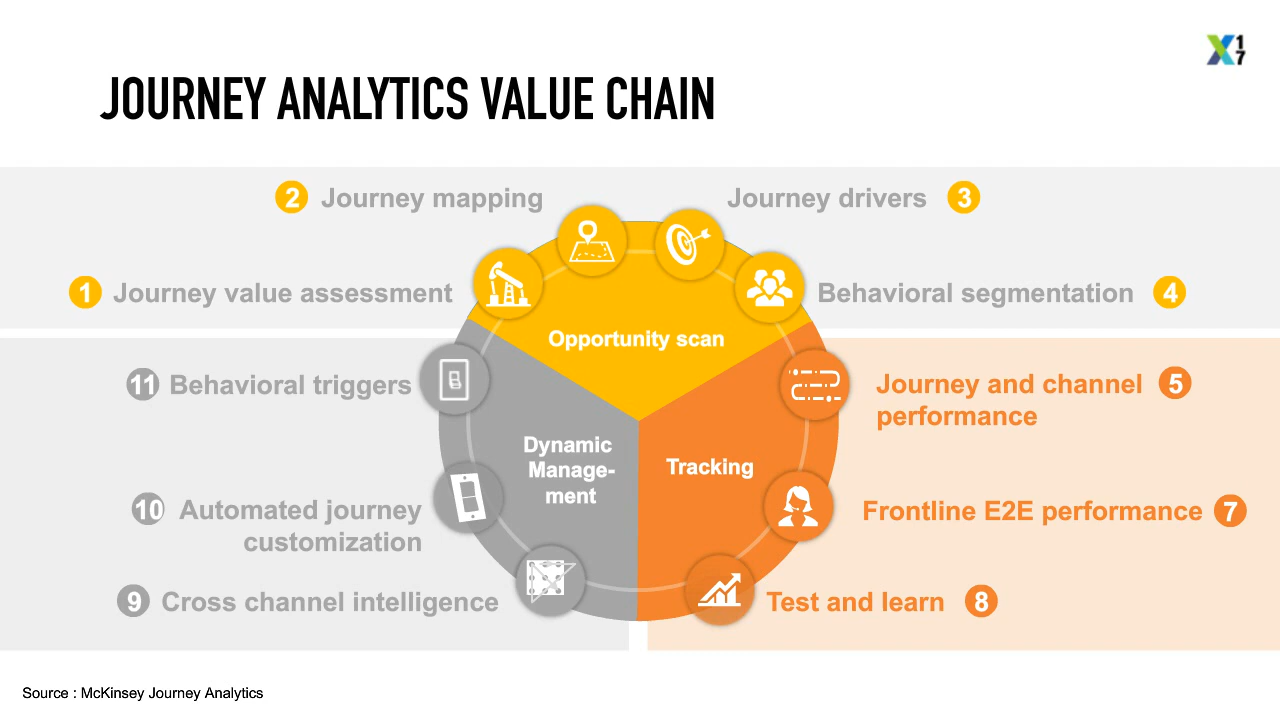 X 1
7
JOURNEY ANALYTICS VALUE CHAIN
2 Journey mapping
Journey drivers 3
1 Journey value assessment
Behavioral segmentation 4
Opportunity scan
11 Behavioral triggers
Journey and channel 5
performance
Dynamic
Manage-
ment
Tracking
10 Automated journey
customization
Frontline E2E performance 7
9 Cross channel intelligence
Test and learn 8
Source : McKinsey Journey Analytics